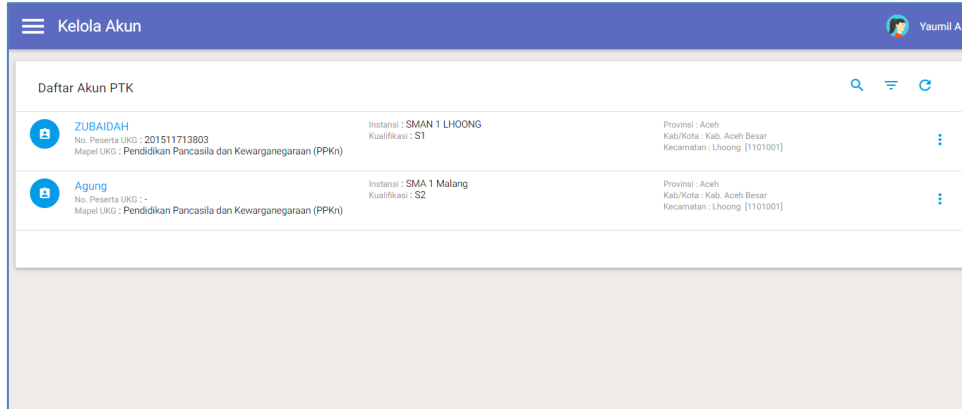 Kelola Akun
Yaumil A
Daftar Akun PTK
ZUBAIDAH
No. Peserta UKG : 201511713803
Mapel UKG : Pendidikan Pancasila dan Kewarganegaraan (PPKn)
Instansi : SMAN 1 LHOONG
Kualifikasi : S1
Provinsi : Aceh
Kab/Kota : Kab. Aceh Besar
Kecamatan : Lhoong [1101001]
Agung
No. Peserta UKG : -
Mapel UKG : Pendidikan Pancasila dan Kewarganegaraan (PPKn)
Instansi : SMA 1 Malang
Kualifikasi : S2
Provinsi : Aceh
Kab/Kota : Kab. Aceh Besar
Kecamatan : Lhoong [1101001]